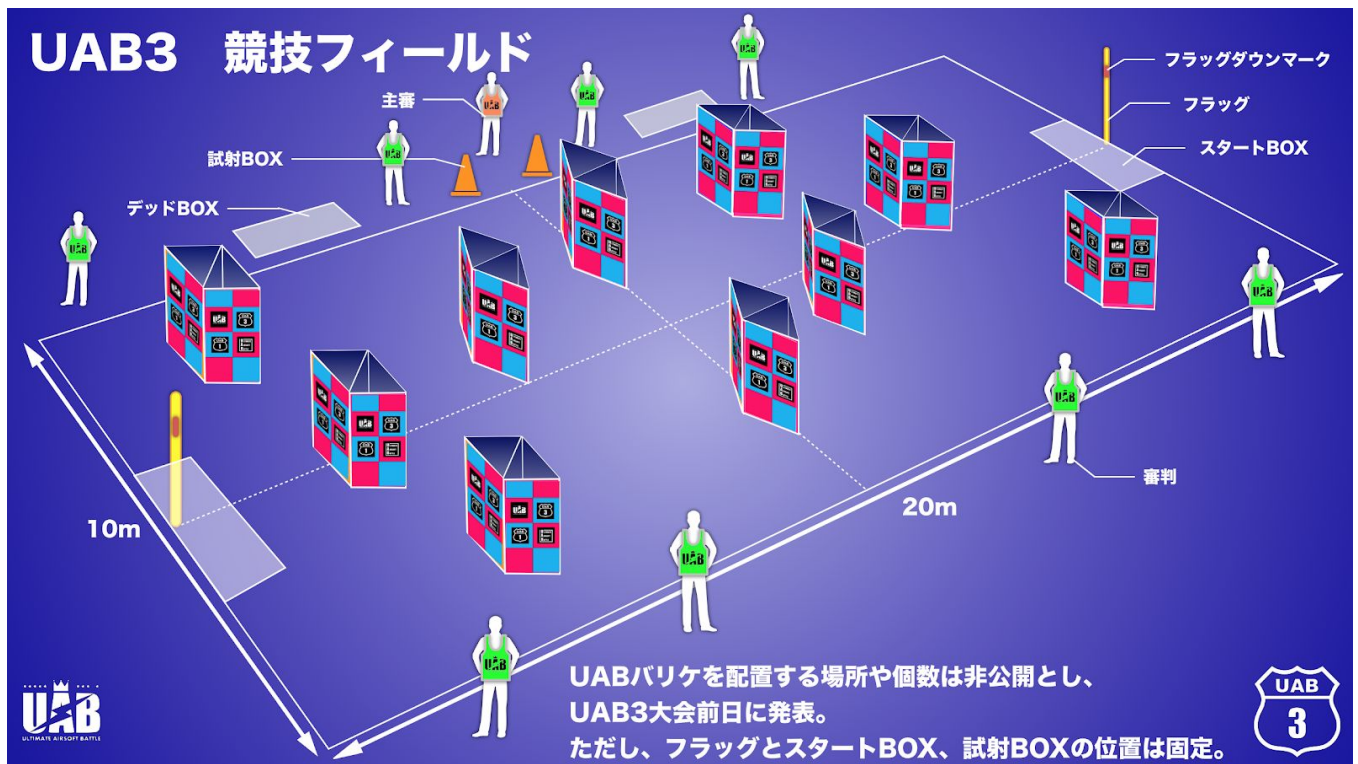 UAB3 競技フィールド
主審
試射BOX
デッドBOX
フラッグダウンマーク
フラッグ
スタートBOX
審判
10m
20m
UABバリケを配置する場所や個数は非公開とし、
UAB3大会前日に発表。
ただし、フラッグとスタートBOX、試射BOXの位置は固定。
UAB
ULTIMATE AIRSOFT BATTLE
UAB
3